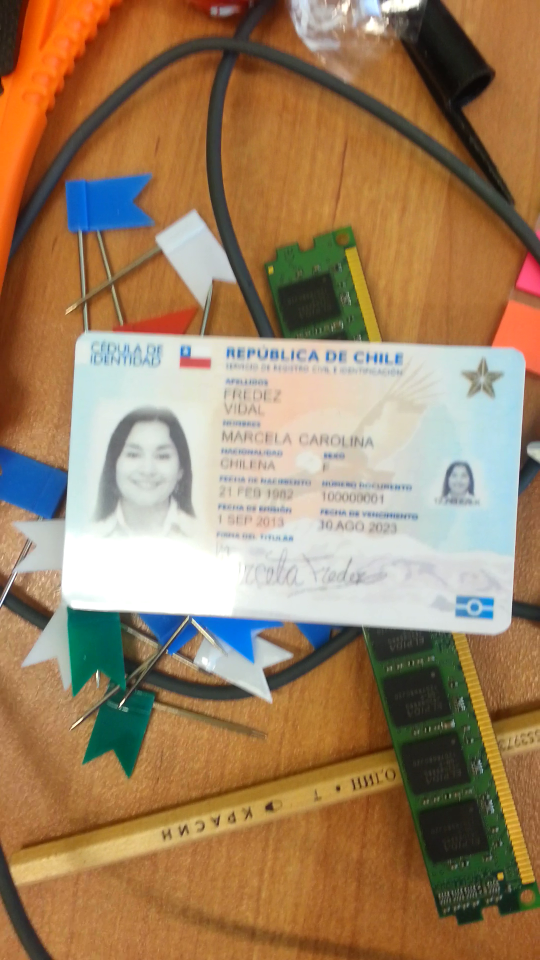 CÉDULA DE
IDENTIDAD
REPÚBLICA DE CHILE
SERVICIO DE REGISTRO CIVIL E IDENTIFICACIÓN
APELLIDOS
FREDEZ
VIDAL
NOMBRES
MARCELA CAROLINA
NACIONALIDAD SEXO
CHILENA F
FECHA DE NACIMIENTO NÚMERO DOCUMENTO
21 FEB 1982 100000001
FECHA DE EMISIÓN FECHA DE VENCIMIENTO
1 SEP 2013 30 AGO 2023
FIRMA DEL TITULAR
Marcela Fredez
КРАСИН Т